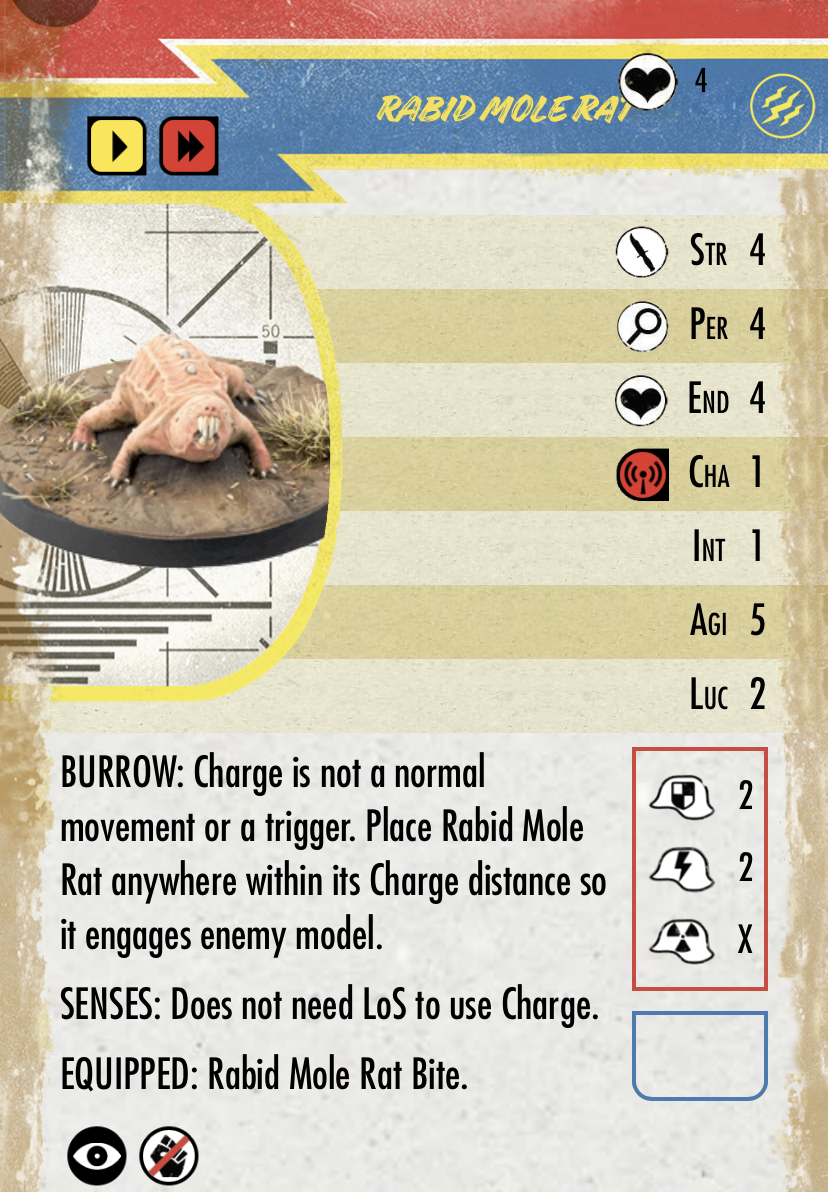 RABID MOLE RAT 4
50
STR 4
PER 4
END 4
CHA 1
INT 1
AGI 5
LUC 2
BURROW: Charge is not a normal
movement or a trigger. Place Rabid Mole
Rat anywhere within its Charge distance so
it engages enemy model.
SENSES: Does not need LoS to use Charge.
EQUIPPED: Rabid Mole Rat Bite.
2
2
X